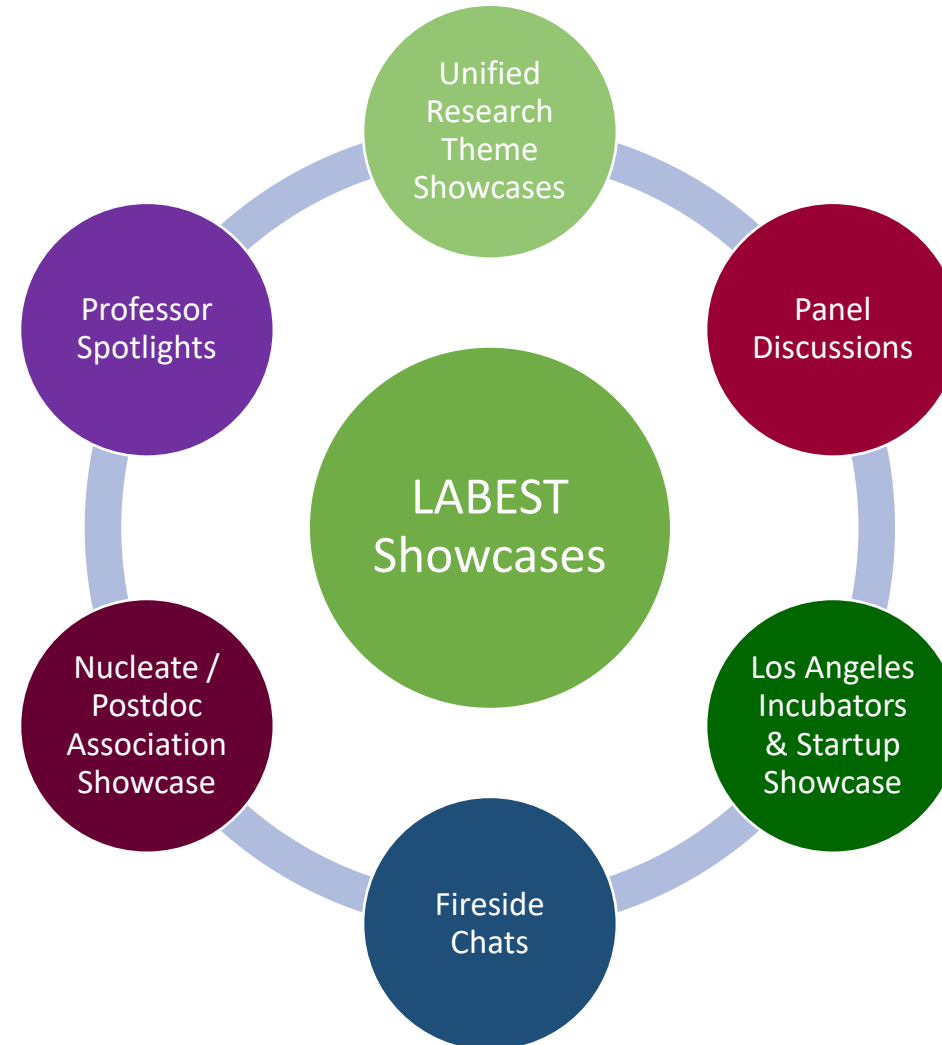 Unified
Research
Theme
Showcases
Panel
Discussions
Los Angeles
Incubators
& Startup
Showcase
Fireside
Chats
Nucleate /
Postdoc
Association
Showcase
Professor
Spotlights
LABEST
Showcases